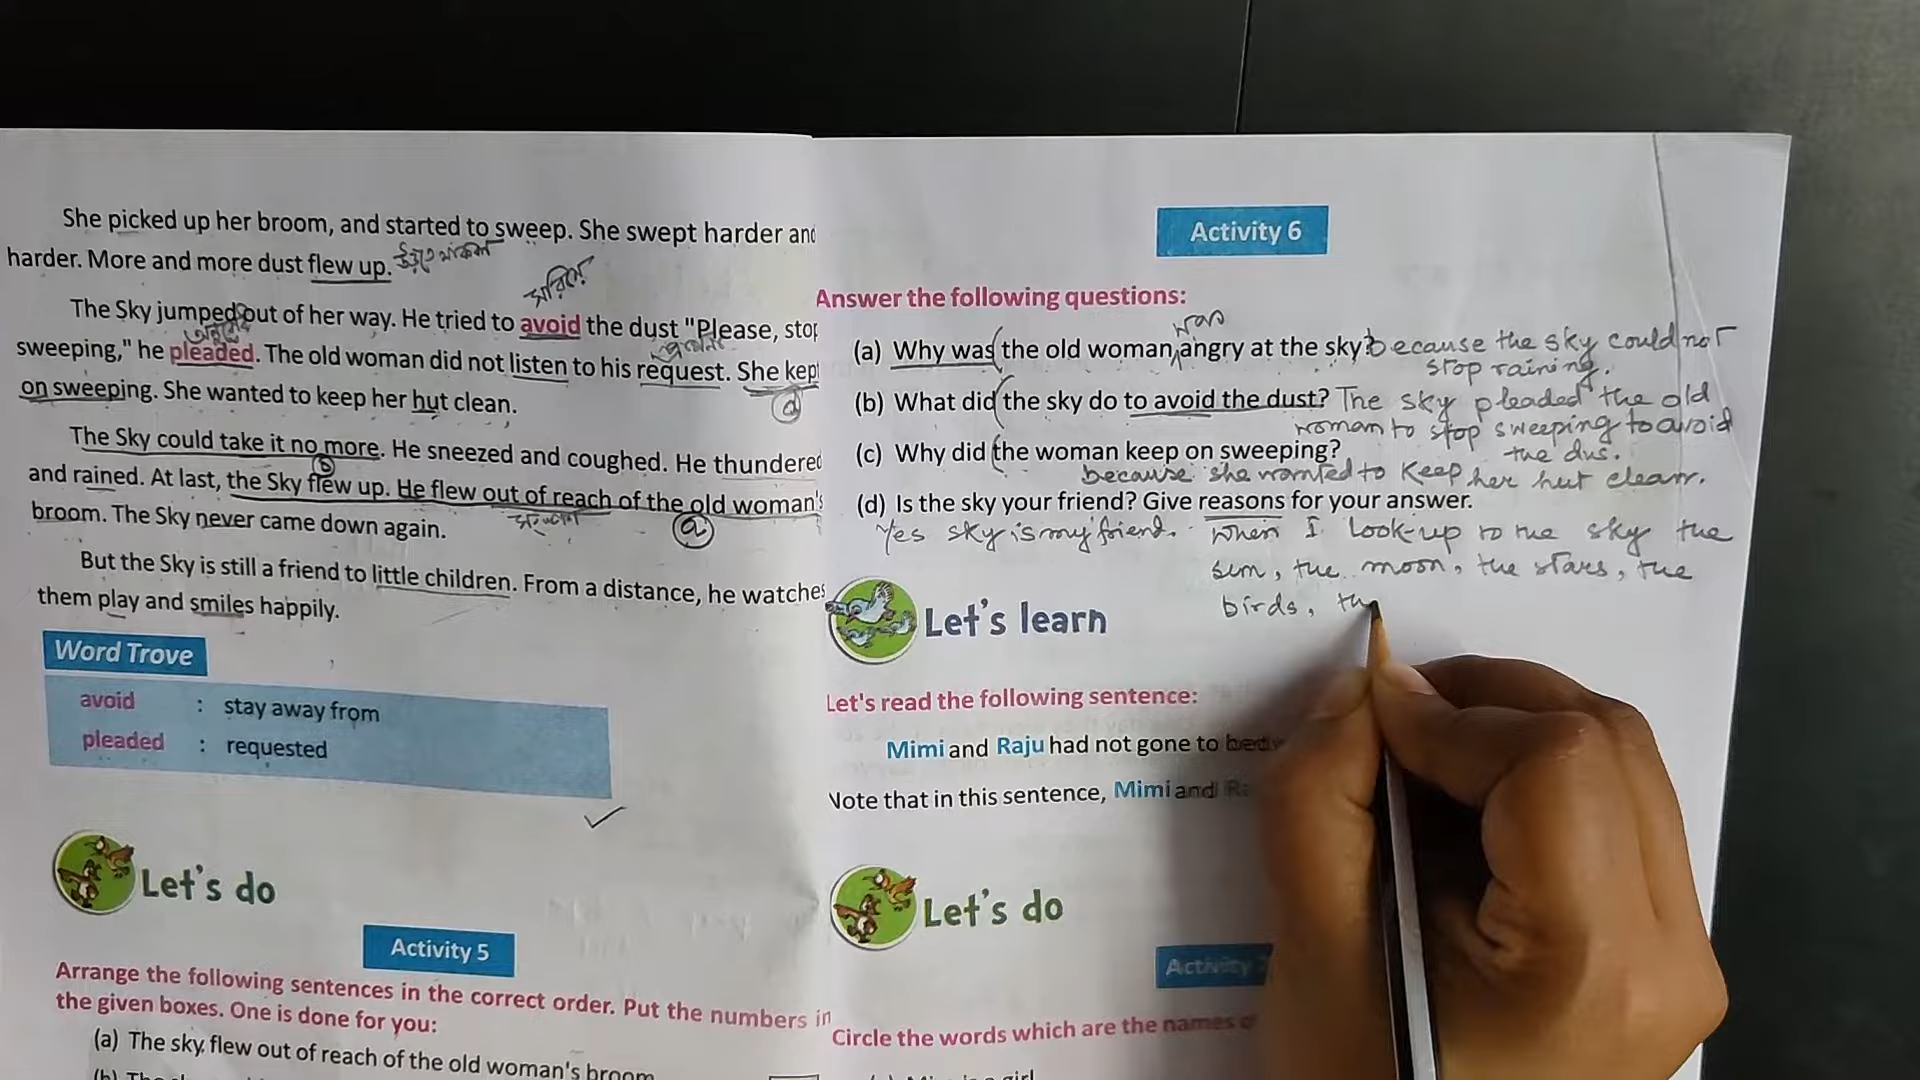 She picked up her broom, and started to sweep. She swept harder and
harder. More and more dust flew up.
The Sky jumped out of her way. He tried to avoid the dust "Please, stop
sweeping," he pleaded. The old woman did not listen to his request. She kept
on sweeping. She wanted to keep her hut clean.
d
The Sky could take it no more. He sneezed and coughed. He thundered
b
and rained. At last, the Sky flew up. He flew out of reach of the old woman's
broom. The Sky never came down again.
a
But the Sky is still a friend to little children. From a distance, he watches
them play and smiles happily.
Word Trove
avoid : stay away from
pleaded : requested
Let's do
Activity 5
Arrange the following sentences in the correct order. Put the numbers in
the given boxes. One is done for you:
(a) The sky flew out of reach of the old woman's broom
Activity 6
Answer the following questions:
was
(a) Why was the old woman angry at the sky? because the sky could not
stop raining.
(b) What did the sky do to avoid the dust? The sky pleaded the old
woman to stop sweeping to avoid
(c) Why did the woman keep on sweeping? the dus.
because she wanted to keep her hut clean.
(d) Is the sky your friend? Give reasons for your answer.
Yes sky is my friend. When I look-up to the sky the
sun, the moon, the stars, the
birds, th
Let's learn
Let's read the following sentence:
Mimi and Raju had not gone to bed
Note that in this sentence, Mimi and Ra
Let's do
Activity
Circle the words which are the names o